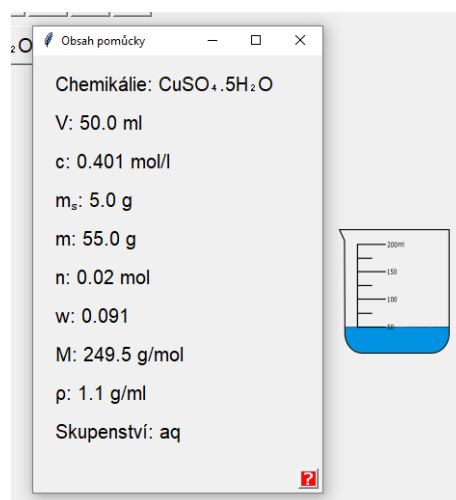 ₂O
Obsah pomůcky
Chemikálie: CuSO₄.5H₂O
V: 50.0 ml
c: 0.401 mol/l
mₛ: 5.0 g
m: 55.0 g
n: 0.02 mol
w: 0.091
M: 249.5 g/mol
ρ: 1.1 g/ml
Skupenství: aq
?
200ml
150
100
50